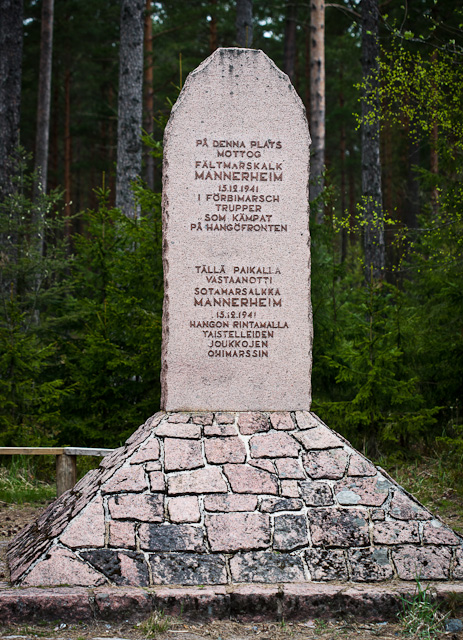 PÅ DENNA PLATS
MOTTOG
FÄLTMARSKALK
MANNERHEIM
15.12.1941
I FÖRBIMARSCH
TRUPPER
SOM KÄMPAT
PÅ HANGÖFRONTEN
TÄLLÄ PAIKALLA
VASTAANOTTI
SOTAMARSALKKA
MANNERHEIM
15.12.1941
HANGON RINTAMALLA
TAISTELLEIDEN
JOUKKOJEN
OHIMARSSIN